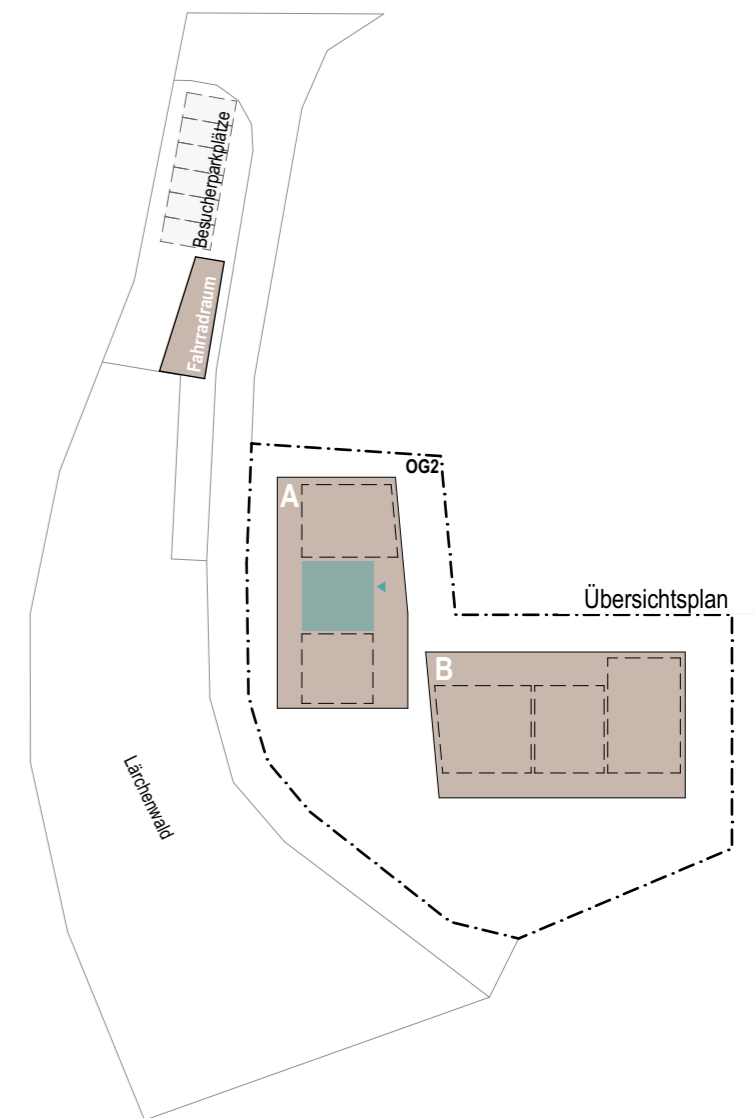 Besucherparkplätze
Fahrradraum
OG2
A
Übersichtsplan
B
Lärchenwald